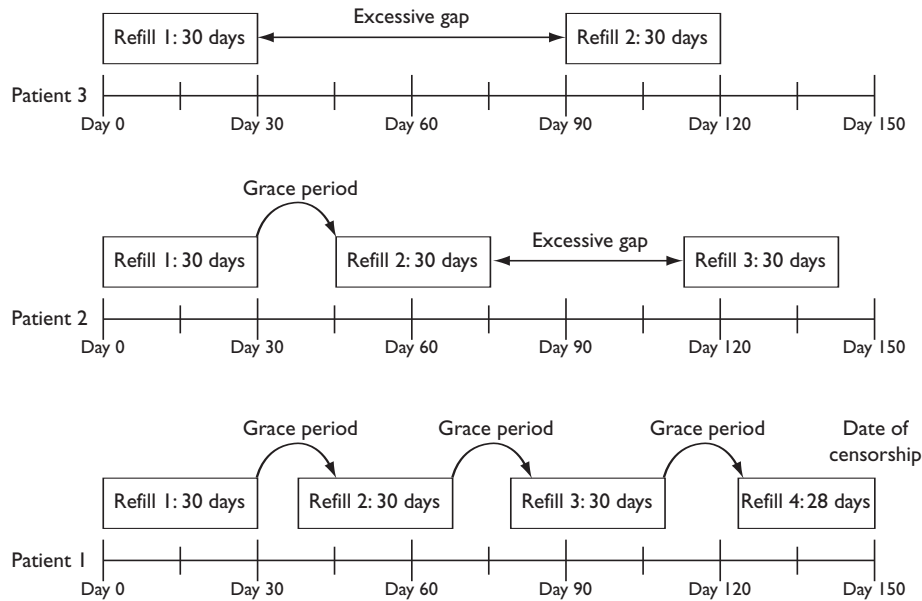 Excessive gap
Refill 1: 30 days
Refill 2: 30 days
Patient 3
Day 0
Day 30
Day 60
Day 90
Day 120
Day 150
Grace period
Refill 1: 30 days
Refill 2: 30 days
Excessive gap
Refill 3: 30 days
Patient 2
Day 0
Day 30
Day 60
Day 90
Day 120
Day 150
Grace period
Grace period
Grace period
Date of
censorship
Refill 1: 30 days
Refill 2: 30 days
Refill 3: 30 days
Refill 4: 28 days
Patient 1
Day 0
Day 30
Day 60
Day 90
Day 120
Day 150